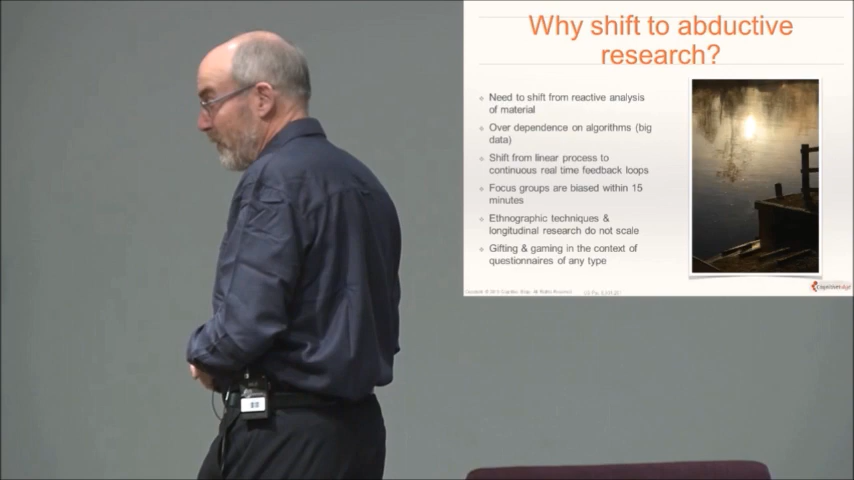 Why shift to abductive
research?
Need to shift from reactive analysis
of material
Over dependence on algorithms (big
data)
Shift from linear process to
continuous real time feedback loops
Focus groups are biased within 15
minutes
Ethnographic techniques &
longitudinal research do not scale
Gifting & gaming in the context of
questionnaires of any type